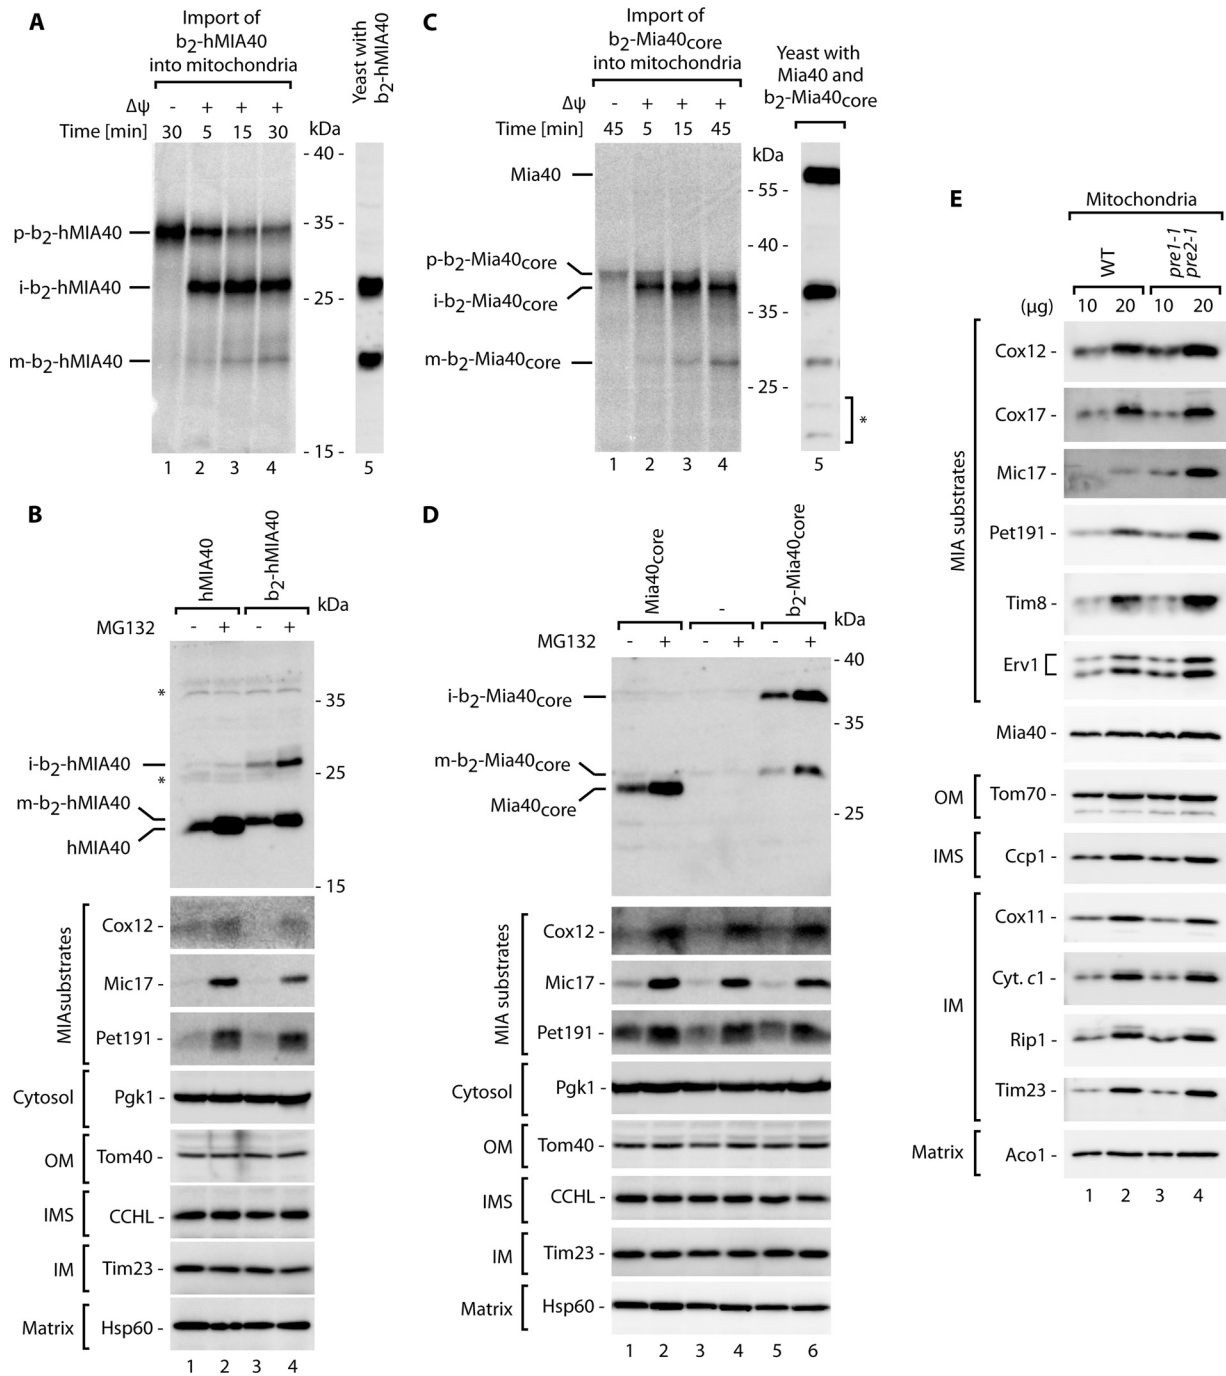 A
Import of
b2-hMIA40
into mitochondria
Yeast with
b2-hMIA40
Δψ - + + +
Time [min] 30 5 15 30 kDa
- 40 -
p-b2-hMIA40 - 35 -
i-b2-hMIA40
- 25 -
m-b2-hMIA40
- 15 -
1 2 3 4 5
B
hMIA40
b2-hMIA40
kDa
MG132 - + - +
*
- 35
i-b2-hMIA40
- 25
*
m-b2-hMIA40
hMIA40
- 15
MIAsubstrates
Cox12 -
Mic17 -
Pet191 -
Cytosol Pgk1 -
OM Tom40 -
IMS CCHL -
IM Tim23 -
Matrix Hsp60 -
1 2 3 4
C
Import of
b2-Mia40core
into mitochondria
Yeast with
Mia40 and
b2-Mia40core
Δψ - + + +
Time [min] 45 5 15 45
kDa
Mia40
- 55 -
- 40 -
p-b2-Mia40core
i-b2-Mia40core
- 35 -
m-b2-Mia40core
- 25 -
*
1 2 3 4 5
D
Mia40core
-
b2-Mia40core
kDa
MG132 - + - + - +
- 40
i-b2-Mia40core
- 35
m-b2-Mia40core
Mia40core
- 25
MIA substrates
Cox12 -
Mic17 -
Pet191 -
Cytosol Pgk1 -
OM Tom40 -
IMS CCHL -
IM Tim23 -
Matrix Hsp60 -
1 2 3 4 5 6
E
Mitochondria
WT
pre1-1
pre2-1
(µg) 10 20 10 20
MIA substrates
Cox12 -
Cox17 -
Mic17 -
Pet191 -
Tim8 -
Erv1
Mia40 -
OM Tom70 -
IMS Ccp1 -
IM
Cox11 -
Cyt. c1 -
Rip1 -
Tim23 -
Matrix Aco1 -
1 2 3 4